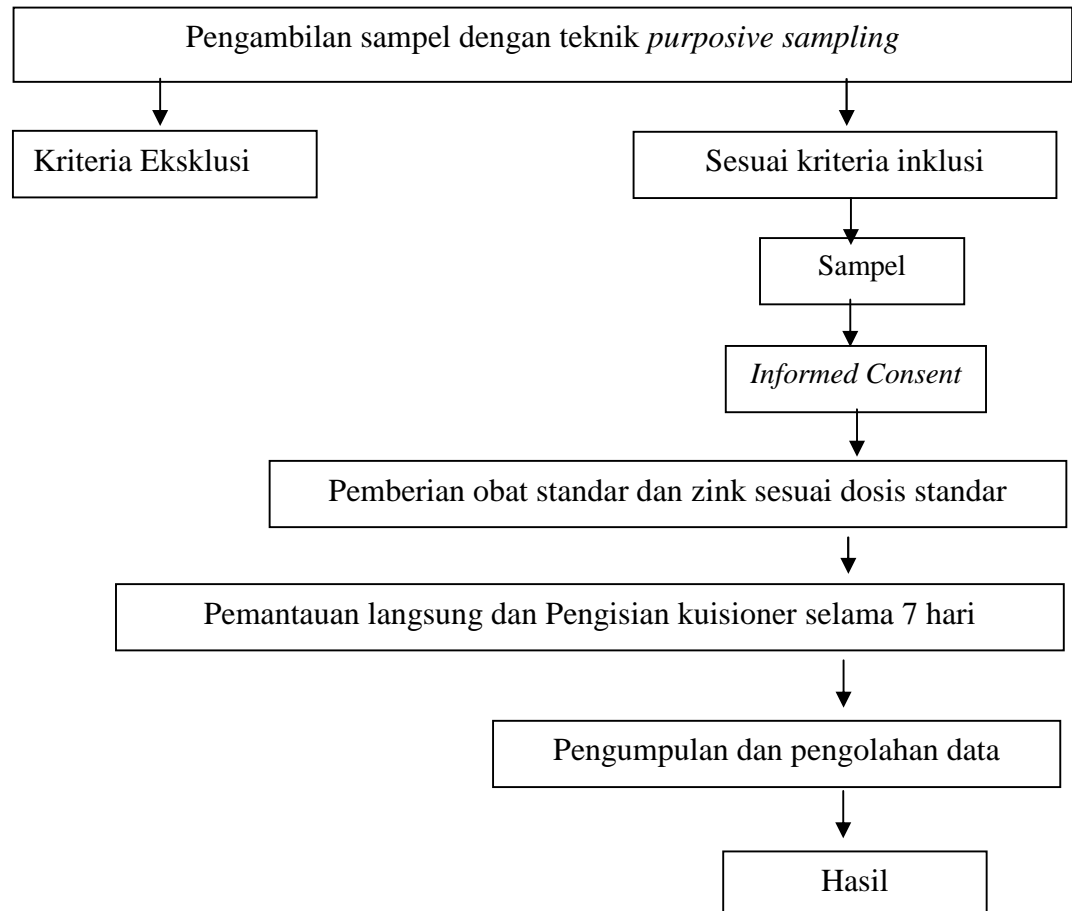 Pengambilan sampel dengan teknik purposive sampling
Kriteria Eksklusi
Sesuai kriteria inklusi
Sampel
Informed Consent
Pemberian obat standar dan zink sesuai dosis standar
Pemantauan langsung dan Pengisian kuisioner selama 7 hari
Pengumpulan dan pengolahan data
Hasil